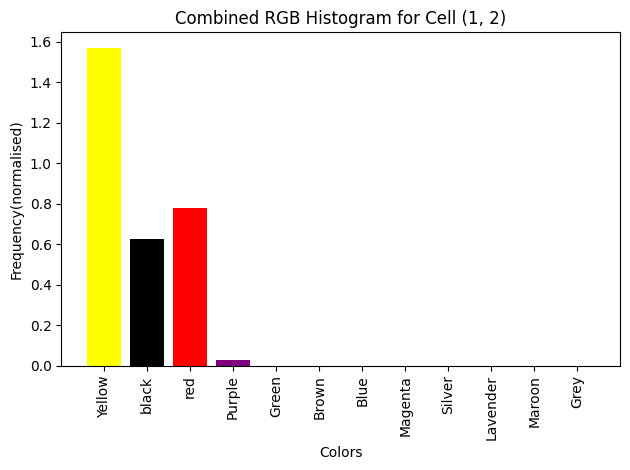 Combined RGB Histogram for Cell (1, 2)
Frequency(normalised)
1.6
1.4
1.2
1.0
0.8
0.6
0.4
0.2
0.0
Yellow
black
red
Purple
Green
Brown
Blue
Magenta
Silver
Lavender
Maroon
Grey
Colors